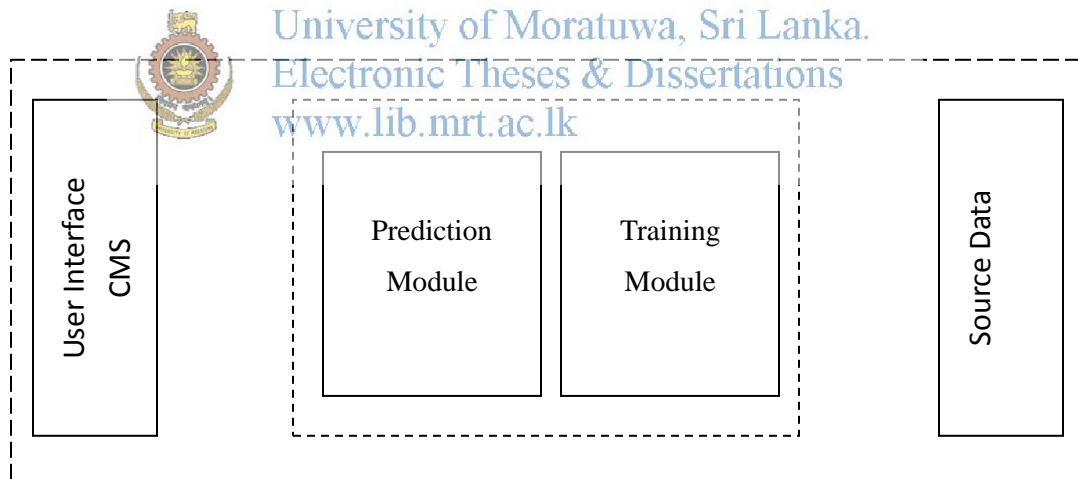 University of Moratuwa, Sri Lanka.
Electronic Theses & Dissertations
www.lib.mrt.ac.lk
User Interface
CMS
Prediction
Module
Training
Module
Source Data